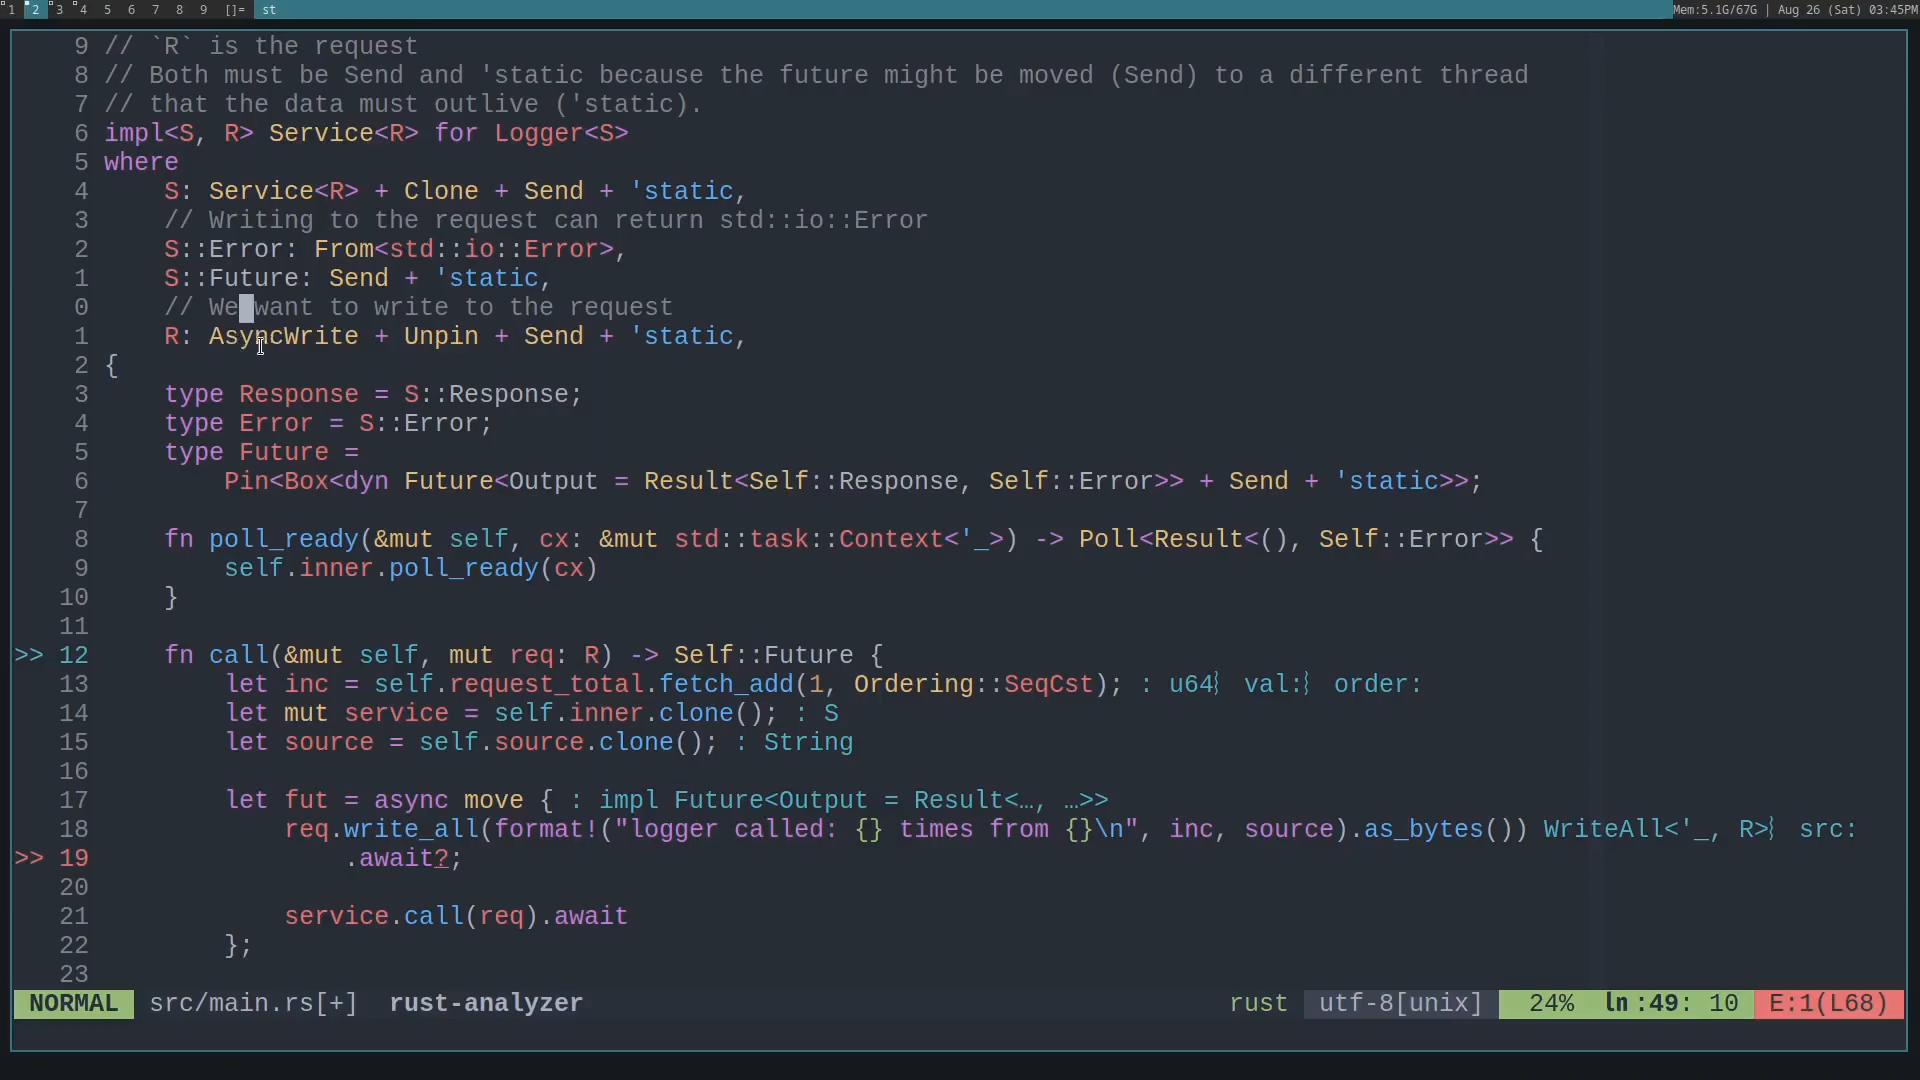 1 2 3 4 5 6 7 8 9 []= st Mem:5.1G/67G | Aug 26 (Sat) 03:45PM
9 // `R` is the request
8 // Both must be Send and 'static because the future might be moved (Send) to a different thread
7 // that the data must outlive ('static).
6 impl<S, R> Service<R> for Logger<S>
5 where
4     S: Service<R> + Clone + Send + 'static,
3     // Writing to the request can return std::io::Error
2     S::Error: From<std::io::Error>,
1     S::Future: Send + 'static,
0     // We want to write to the request
1     R: AsyncWrite + Unpin + Send + 'static,
2 {
3     type Response = S::Response;
4     type Error = S::Error;
5     type Future =
6         Pin<Box<dyn Future<Output = Result<Self::Response, Self::Error>> + Send + 'static>>;
7
8     fn poll_ready(&mut self, cx: &mut std::task::Context<'_>) -> Poll<Result<(), Self::Error>> {
9         self.inner.poll_ready(cx)
10     }
11
>> 12     fn call(&mut self, mut req: R) -> Self::Future {
13         let inc = self.request_total.fetch_add(1, Ordering::SeqCst); : u64⸾ val:⸾ order:
14         let mut service = self.inner.clone(); : S
15         let source = self.source.clone(); : String
16
17         let fut = async move { : impl Future<Output = Result<…, …>>
18             req.write_all(format!("logger called: {} times from {}\n", inc, source).as_bytes()) WriteAll<'_, R>⸾ src:
>> 19                 .await?;
20
21             service.call(req).await
22         };
23
NORMAL src/main.rs[+] rust-analyzer rust utf-8[unix] 24% ln:49: 10 E:1(L68)